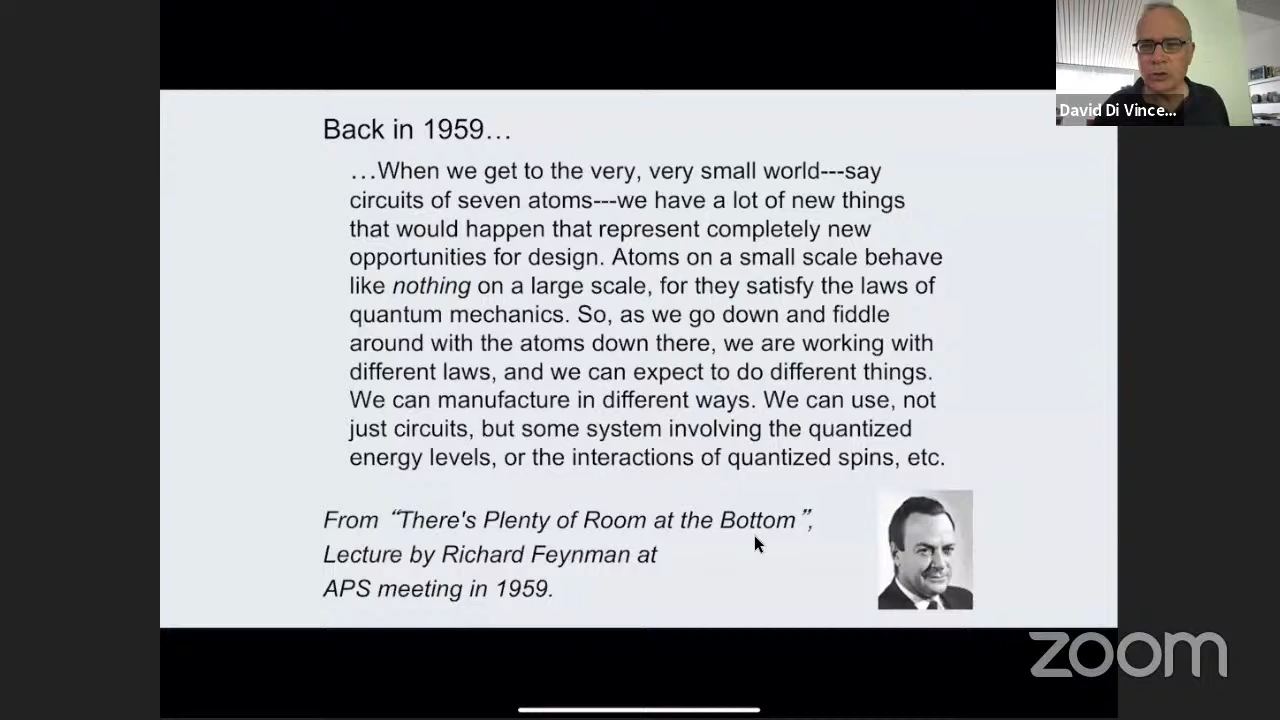 Back in 1959…
…When we get to the very, very small world---say
circuits of seven atoms---we have a lot of new things
that would happen that represent completely new
opportunities for design. Atoms on a small scale behave
like nothing on a large scale, for they satisfy the laws of
quantum mechanics. So, as we go down and fiddle
around with the atoms down there, we are working with
different laws, and we can expect to do different things.
We can manufacture in different ways. We can use, not
just circuits, but some system involving the quantized
energy levels, or the interactions of quantized spins, etc.
From “There's Plenty of Room at the Bottom”,
Lecture by Richard Feynman at
APS meeting in 1959.
David Di Vince...
zoom